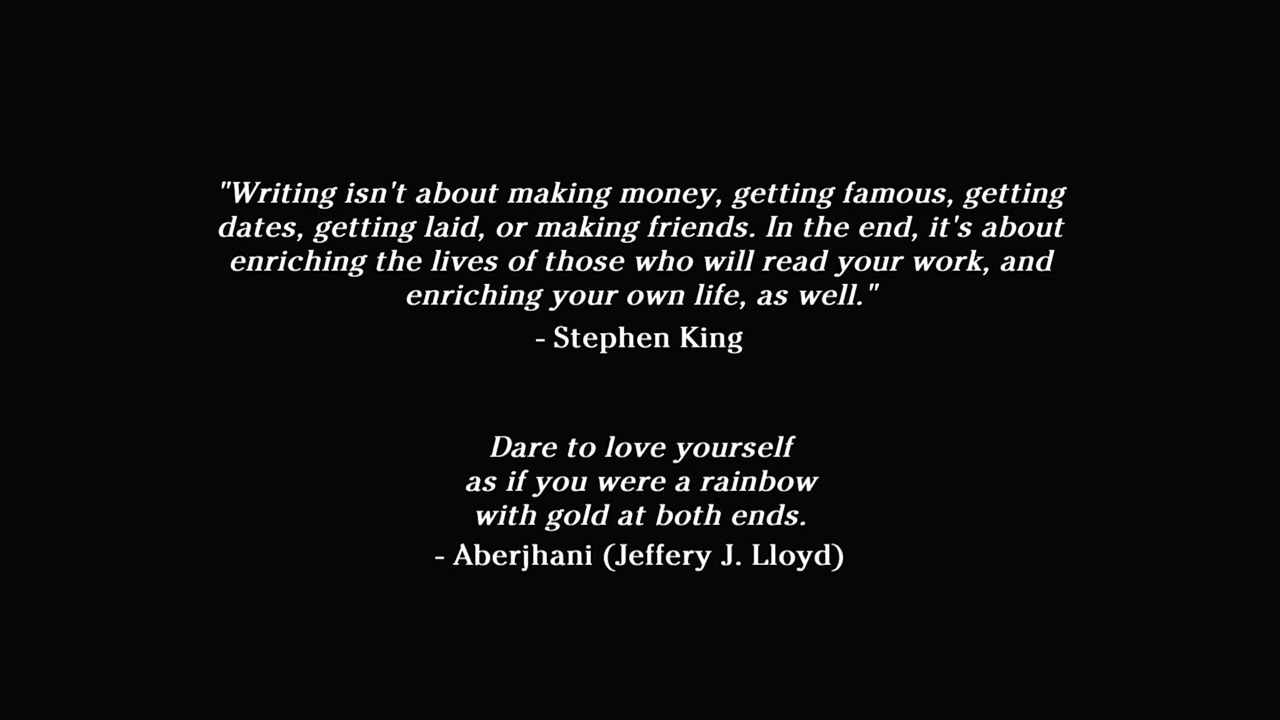 "Writing isn't about making money, getting famous, getting
dates, getting laid, or making friends. In the end, it's about
enriching the lives of those who will read your work, and
enriching your own life, as well."
- Stephen King
Dare to love yourself
as if you were a rainbow
with gold at both ends.
- Aberjhani (Jeffery J. Lloyd)